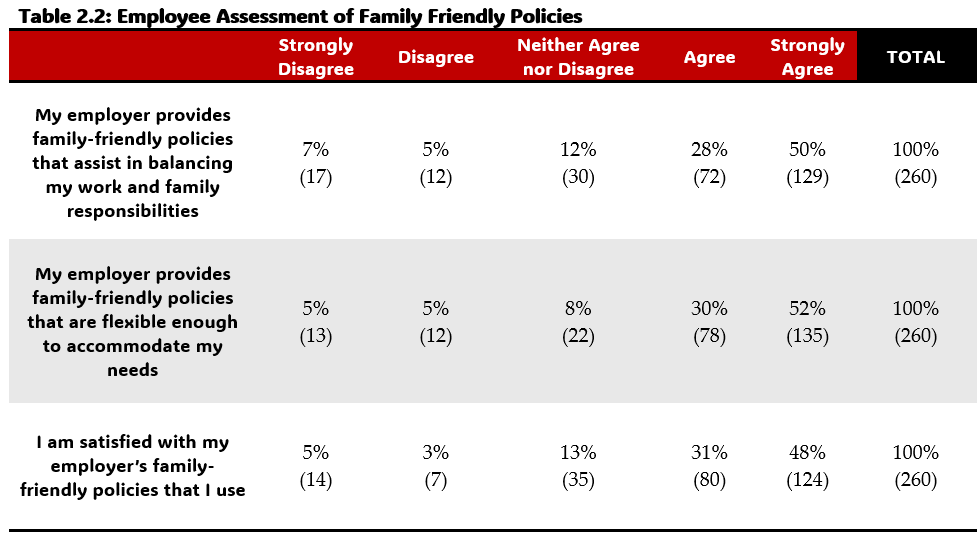 Table 2.2: Employee Assessment of Family Friendly Policies
Strongly Disagree Disagree Neither Agree nor Disagree Agree Strongly Agree TOTAL
My employer provides
family-friendly policies
that assist in balancing
my work and family
responsibilities
7% 5% 12% 28% 50% 100%
(17) (12) (30) (72) (129) (260)
My employer provides
family-friendly policies
that are flexible enough
to accommodate my
needs
5% 5% 8% 30% 52% 100%
(13) (12) (22) (78) (135) (260)
I am satisfied with my
employer's family-
friendly policies that I use
5% 3% 13% 31% 48% 100%
(14) (7) (35) (80) (124) (260)